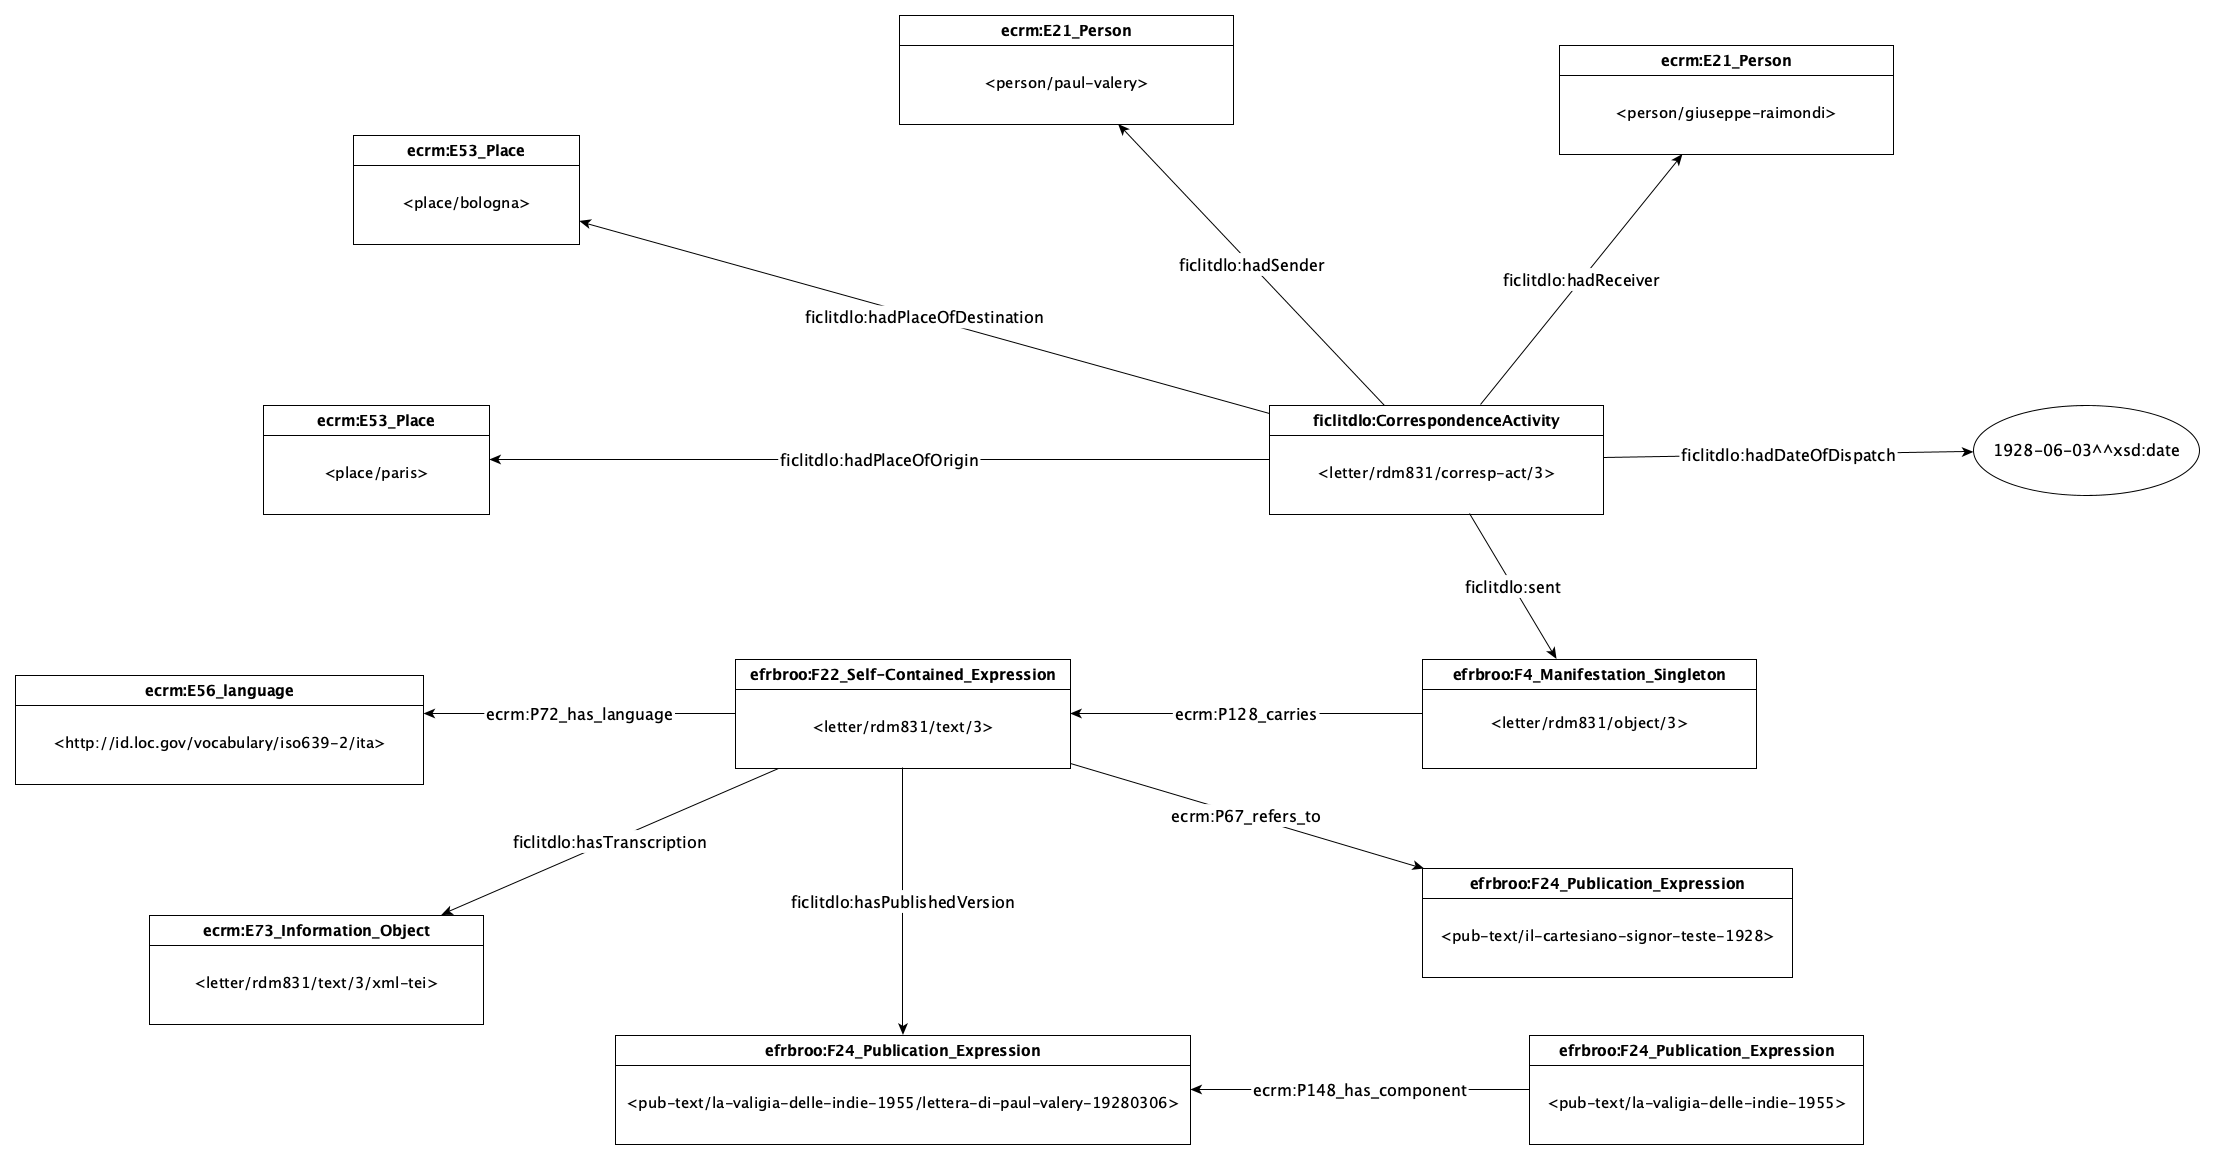 ecrm:E21_Person
<person/paul-valery>
ecrm:E21_Person
<person/giuseppe-raimondi>
ecrm:E53_Place
<place/bologna>
ficlitdlo:hadSender
ficlitdlo:hadReceiver
ficlitdlo:hadPlaceOfDestination
ecrm:E53_Place
<place/paris>
ficlitdlo:hadPlaceOfOrigin
ficlitdlo:CorrespondenceActivity
<letter/rdm831/corresp-act/3>
ficlitdlo:hadDateOfDispatch
1928-06-03^^xsd:date
ficlitdlo:sent
ecrm:E56_language
<http://id.loc.gov/vocabulary/iso639-2/ita>
ecrm:P72_has_language
efrbroo:F22_Self-Contained_Expression
<letter/rdm831/text/3>
ecrm:P128_carries
efrbroo:F4_Manifestation_Singleton
<letter/rdm831/object/3>
ecrm:P67_refers_to
ficlitdlo:hasTranscription
ficlitdlo:hasPublishedVersion
efrbroo:F24_Publication_Expression
<pub-text/il-cartesiano-signor-teste-1928>
ecrm:E73_Information_Object
<letter/rdm831/text/3/xml-tei>
efrbroo:F24_Publication_Expression
<pub-text/la-valigia-delle-indie-1955/lettera-di-paul-valery-19280306>
ecrm:P148_has_component
efrbroo:F24_Publication_Expression
<pub-text/la-valigia-delle-indie-1955>